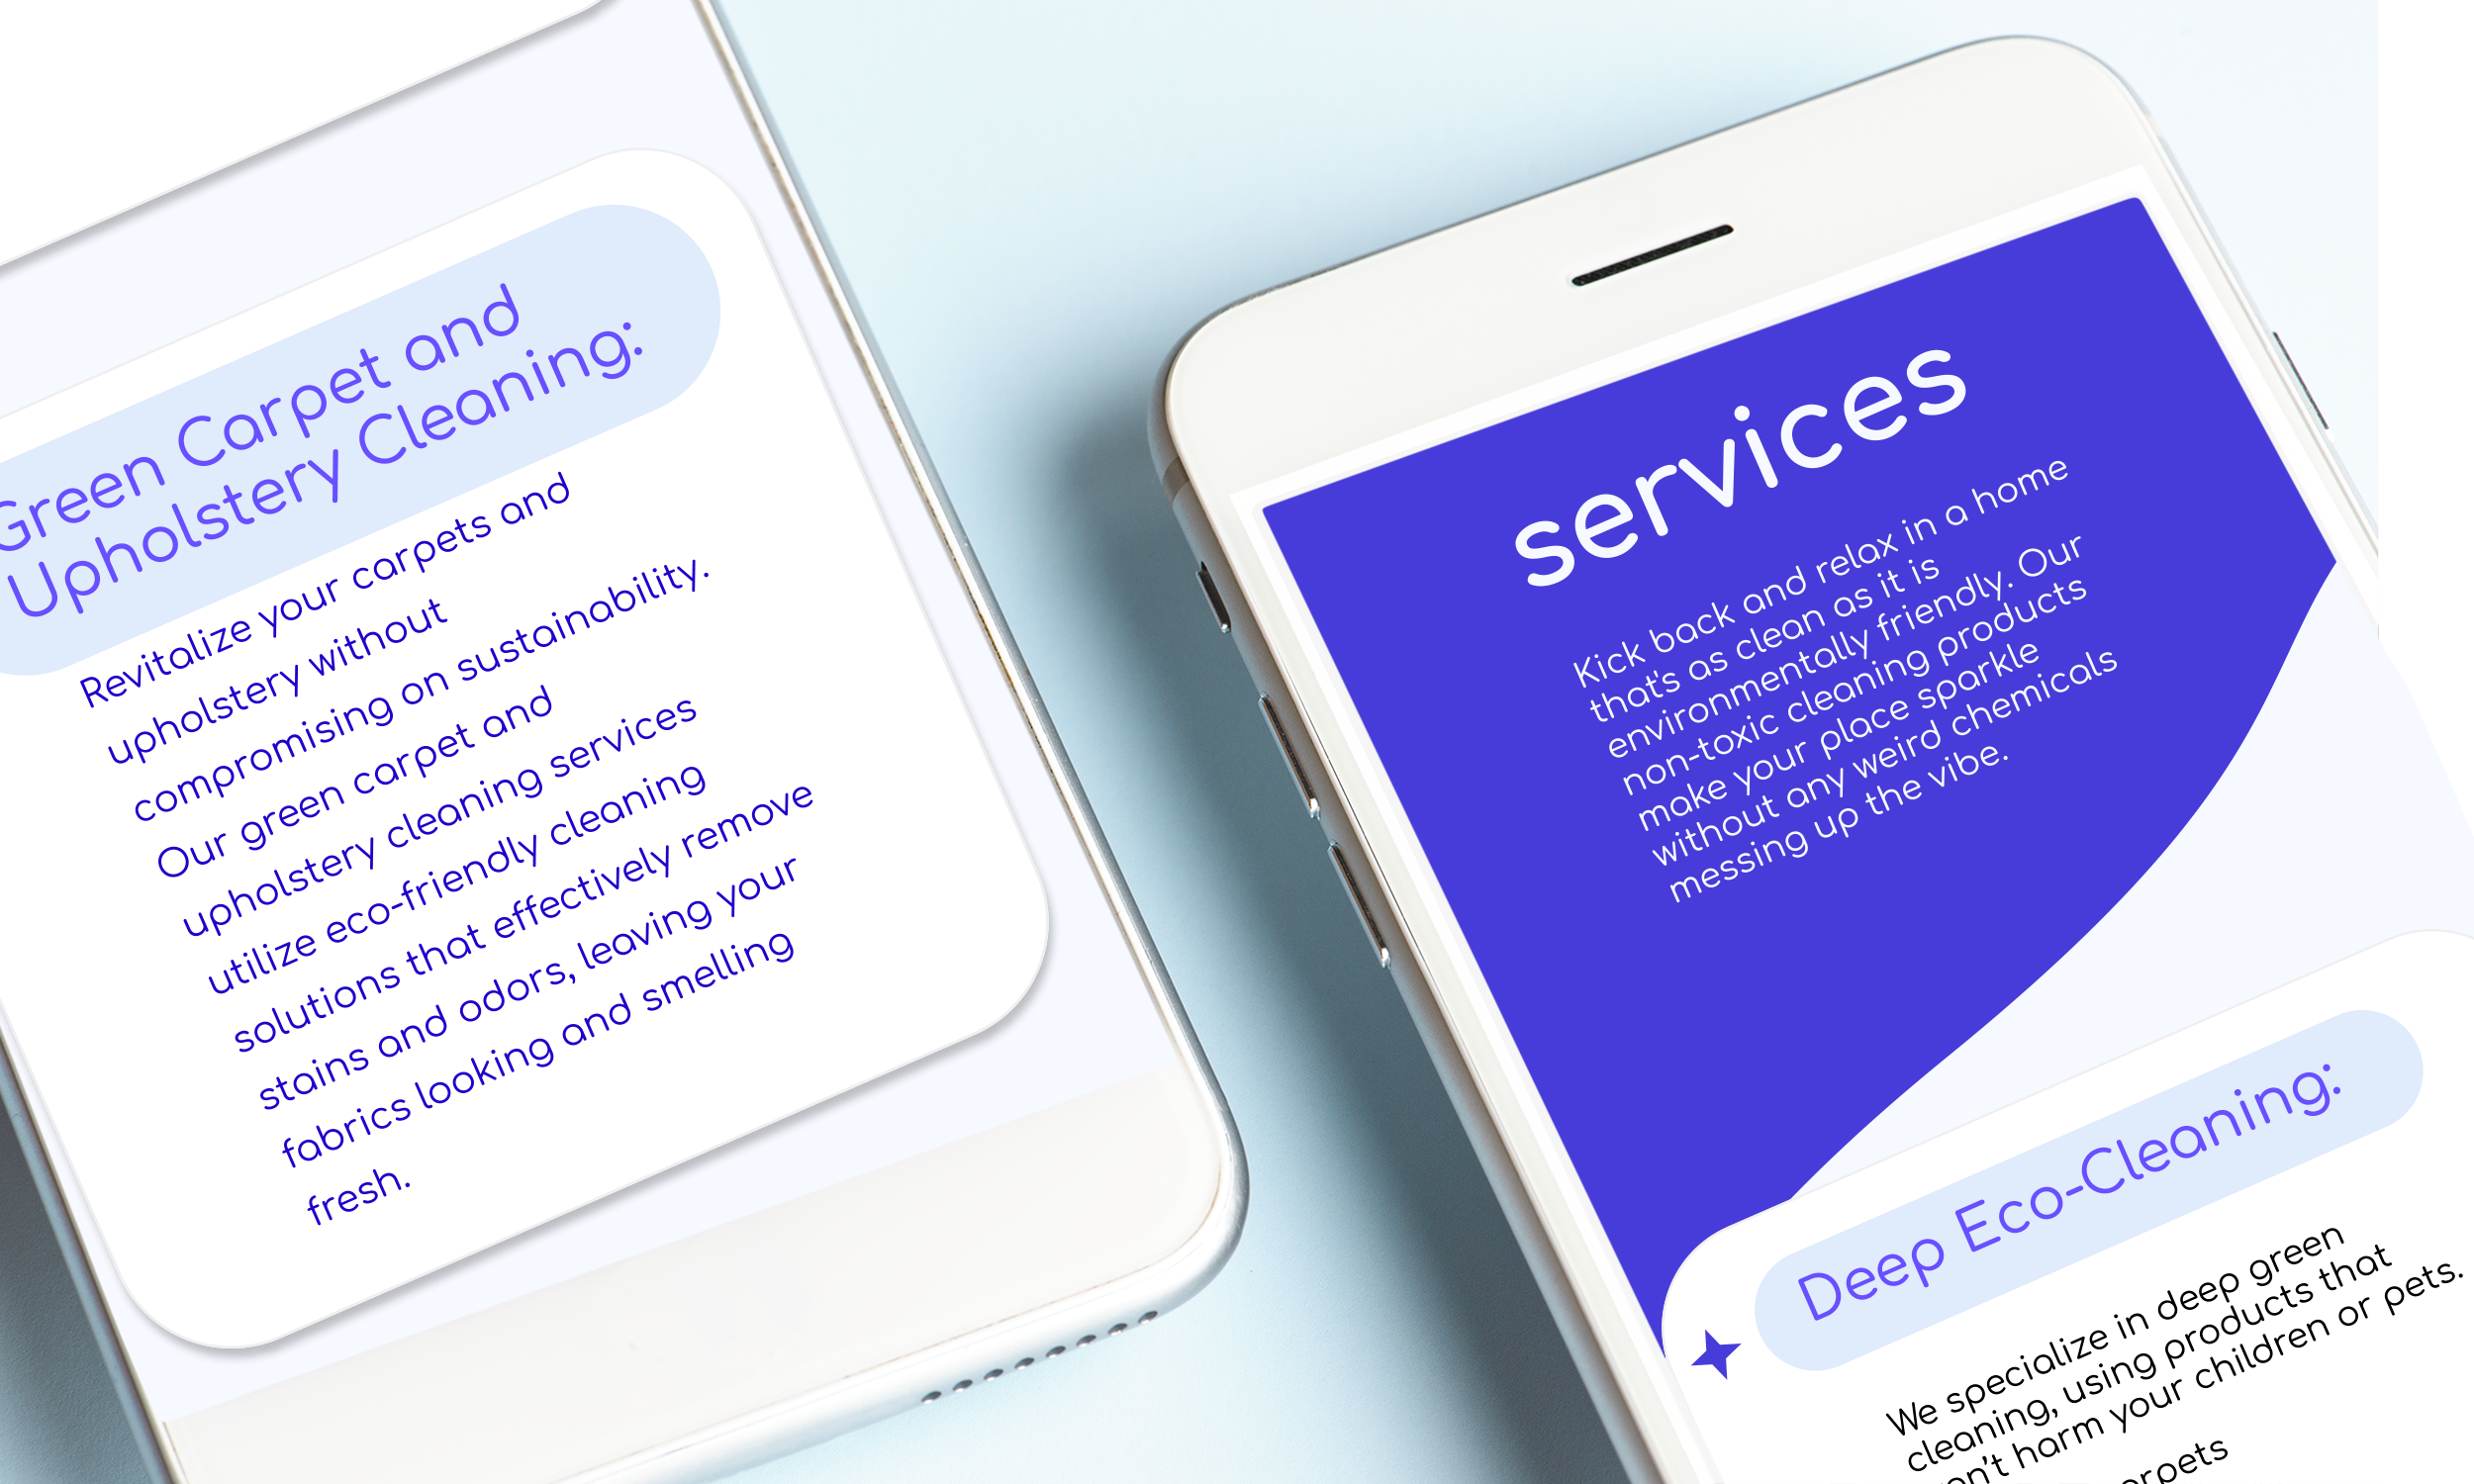 Green Carpet and
Upholstery Cleaning:
Revitalize your carpets and
upholstery without
compromising on sustainability.
Our green carpet and
upholstery cleaning services
utilize eco-friendly cleaning
solutions that effectively remove
stains and odors, leaving your
fabrics looking and smelling
fresh.
services
Kick back and relax in a home
that's as clean as it is
environmentally friendly. Our
non-toxic cleaning products
make your place sparkle
without any weird chemicals
messing up the vibe.
Deep Eco-Cleaning:
We specialize in deep green
cleaning, using products that
harm your children or pets.